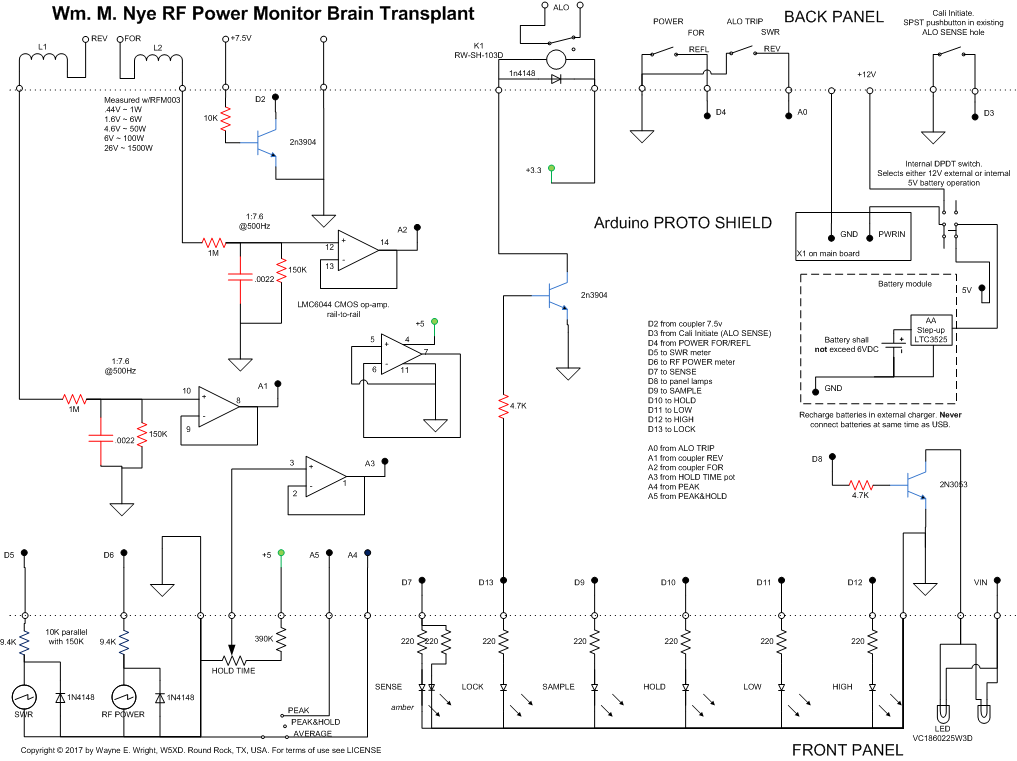 Wm. M. Nye RF Power Monitor Brain Transplant
ALO
BACK PANEL
Cali Initiate.
SPST pushbutton in existing
ALO SENSE hole
POWER
ALO TRIP
FOR
REFL
SWR
REV
L1
REV
FOR
L2
+7.5V
K1
RW-SH-103D
1n4148
+12V
Measured w/RFM003
.44V ~ 1W
1.6V ~ 6W
4.6V ~ 50W
6V ~ 100W
26V ~ 1500W
D2
10K
2n3904
D4
A0
D3
+3.3
Internal DPDT switch.
Selects either 12V external or internal
5V battery operation
Arduino PROTO SHIELD
1:7.6
@500Hz
A2
1M
12
13
14
+
-
.0022
150K
GND
PWRIN
X1 on main board
LMC6044 CMOS op-amp.
rail-to-rail
2n3904
Battery module
5V
AA
Step-up
LTC3525
Battery shall
not exceed 6VDC
+
GND
+5
5
4
7
6
11
+
-
D2 from coupler 7.5v
D3 from Cali Initiate (ALO SENSE)
D4 from POWER FOR/REFL
D5 to SWR meter
D6 to RF POWER meter
D7 to SENSE
D8 to panel lamps
D9 to SAMPLE
D10 to HOLD
D11 to LOW
D12 to HIGH
D13 to LOCK
A0 from ALO TRIP
A1 from coupler REV
A2 from coupler FOR
A3 from HOLD TIME pot
A4 from PEAK
A5 from PEAK&HOLD
1:7.6
@500Hz
A1
10
8
9
+
-
1M
.0022
150K
4.7K
Recharge batteries in external charger. Never
connect batteries at same time as USB.
A3
3
1
2
+
-
D8
4.7K
2N3053
D5
D6
+5
A5
A4
D7
D13
D9
D10
D11
D12
VIN
9.4K
10K parallel
with 150K
9.4K
390K
HOLD TIME
220
220
220
220
220
220
220
1N4148
SWR
1N4148
RF POWER
SENSE
amber
LOCK
SAMPLE
HOLD
LOW
HIGH
PEAK
PEAK&HOLD
AVERAGE
LED
VC1860225W3D
Copyright © 2017 by Wayne E. Wright, W5XD. Round Rock, TX, USA. For terms of use see LICENSE
FRONT PANEL